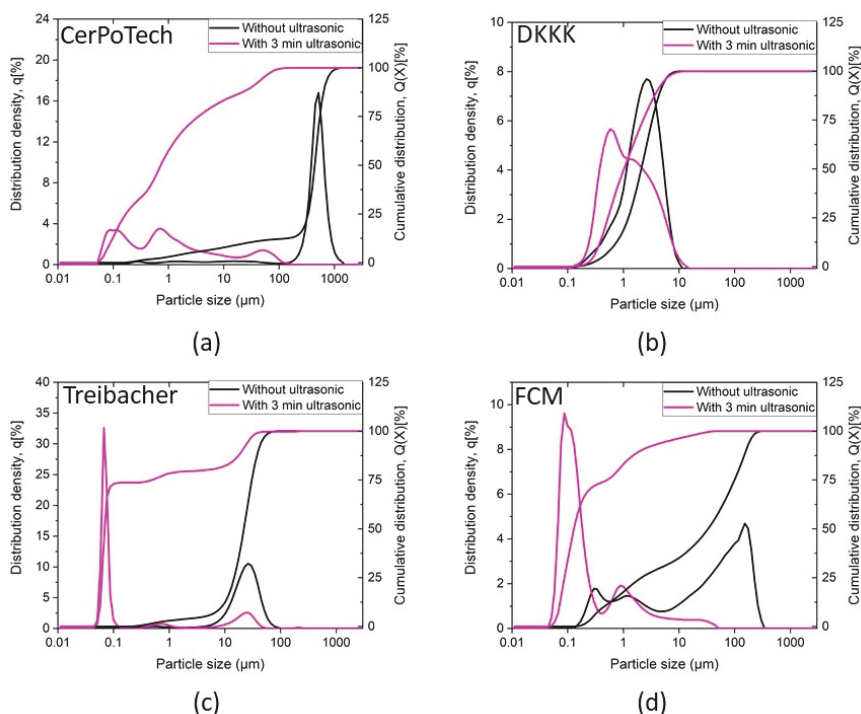 CerPoTech
Without ultrasonic
With 3 min ultrasonic
Distribution density, q[%]
24
20
16
12
8
4
0
0.01 0.1 1 10 100 1000
Particle size (µm)
125
100
75
50
25
0
Cumulative distribution, Q(X)[%]
(a)
DKKK
Without ultrasonic
With 3 min ultrasonic
Distribution density, q[%]
10
8
6
4
2
0
0.01 0.1 1 10 100 1000
Particle size (µm)
125
100
75
50
25
0
Cumulative distribution, Q(X)[%]
(b)
Treibacher
Without ultrasonic
With 3 min ultrasonic
Distribution density, q[%]
40
35
30
25
20
15
10
5
0
0.01 0.1 1 10 100 1000
Particle size (µm)
125
100
75
50
25
0
Cumulative distribution, Q(X)[%]
(c)
FCM
Without ultrasonic
With 3 min ultrasonic
Distribution density, q[%]
10
8
6
4
2
0
0.01 0.1 1 10 100 1000
Particle size (µm)
125
100
75
50
25
0
Cumulative distribution, Q(X)[%]
(d)